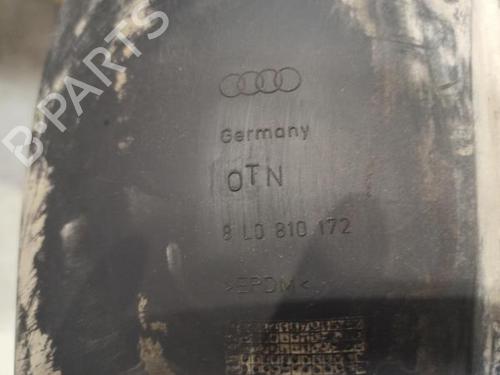 B-PARTS
Germany
OTN
8 L0 810 172
>EPDM<